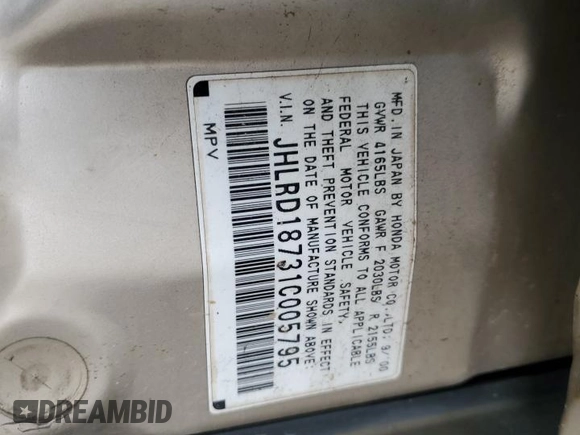 MFD. IN JAPAN BY HONDA MOTOR CO.,LTD: 9/'00
GVWR 4165LBS GAWR F 2030LBS R 2155LBS
THIS VEHICLE CONFORMS TO ALL APPLICABLE
FEDERAL MOTOR VEHICLE SAFETY,
AND THEFT PREVENTION STANDARDS IN EFFECT
ON THE DATE OF MANUFACTURE SHOWN ABOVE.
V.I.N. JHLRD18731C005795
MPV
DREAMBID